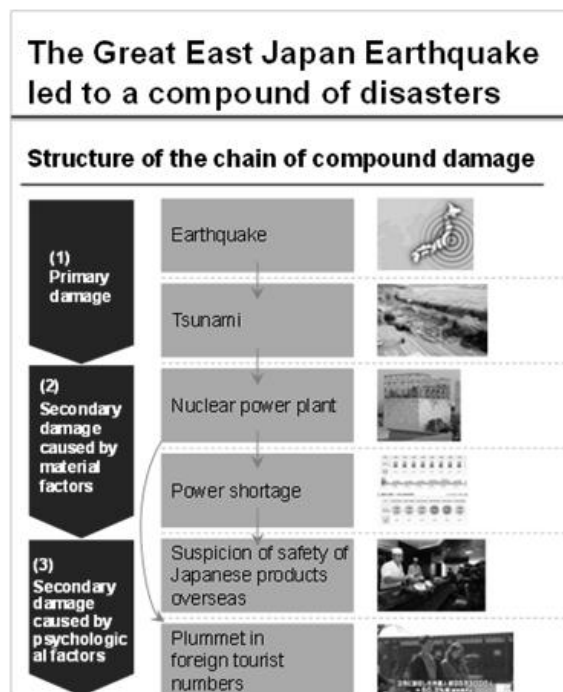 The Great East Japan Earthquake
led to a compound of disasters
Structure of the chain of compound damage
(1)
Primary
damage
Earthquake
Tsunami
(2)
Secondary
damage
caused by
material
factors
Nuclear power plant
Power shortage
(3)
Secondary
damage
caused by
psychologic
al factors
Suspicion of safety of
Japanese products
overseas
Plummet in
foreign tourist
numbers